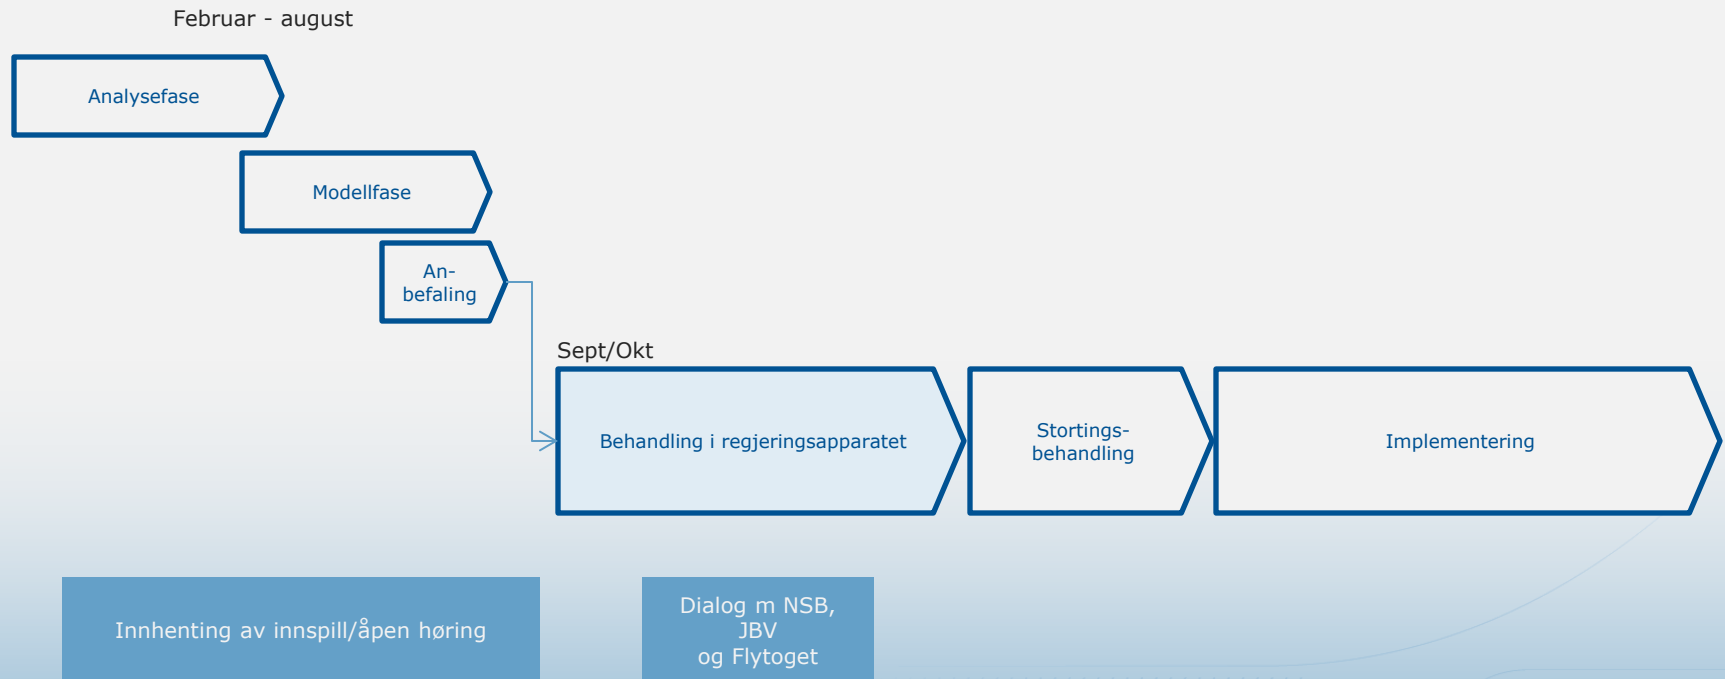 Februar - august
Analysefase
Modellfase
An-
befaling
Sept/Okt
Behandling i regjeringsapparatet
Stortings-
behandling
Implementering
Innhenting av innspill/åpen høring
Dialog m NSB,
JBV
og Flytoget